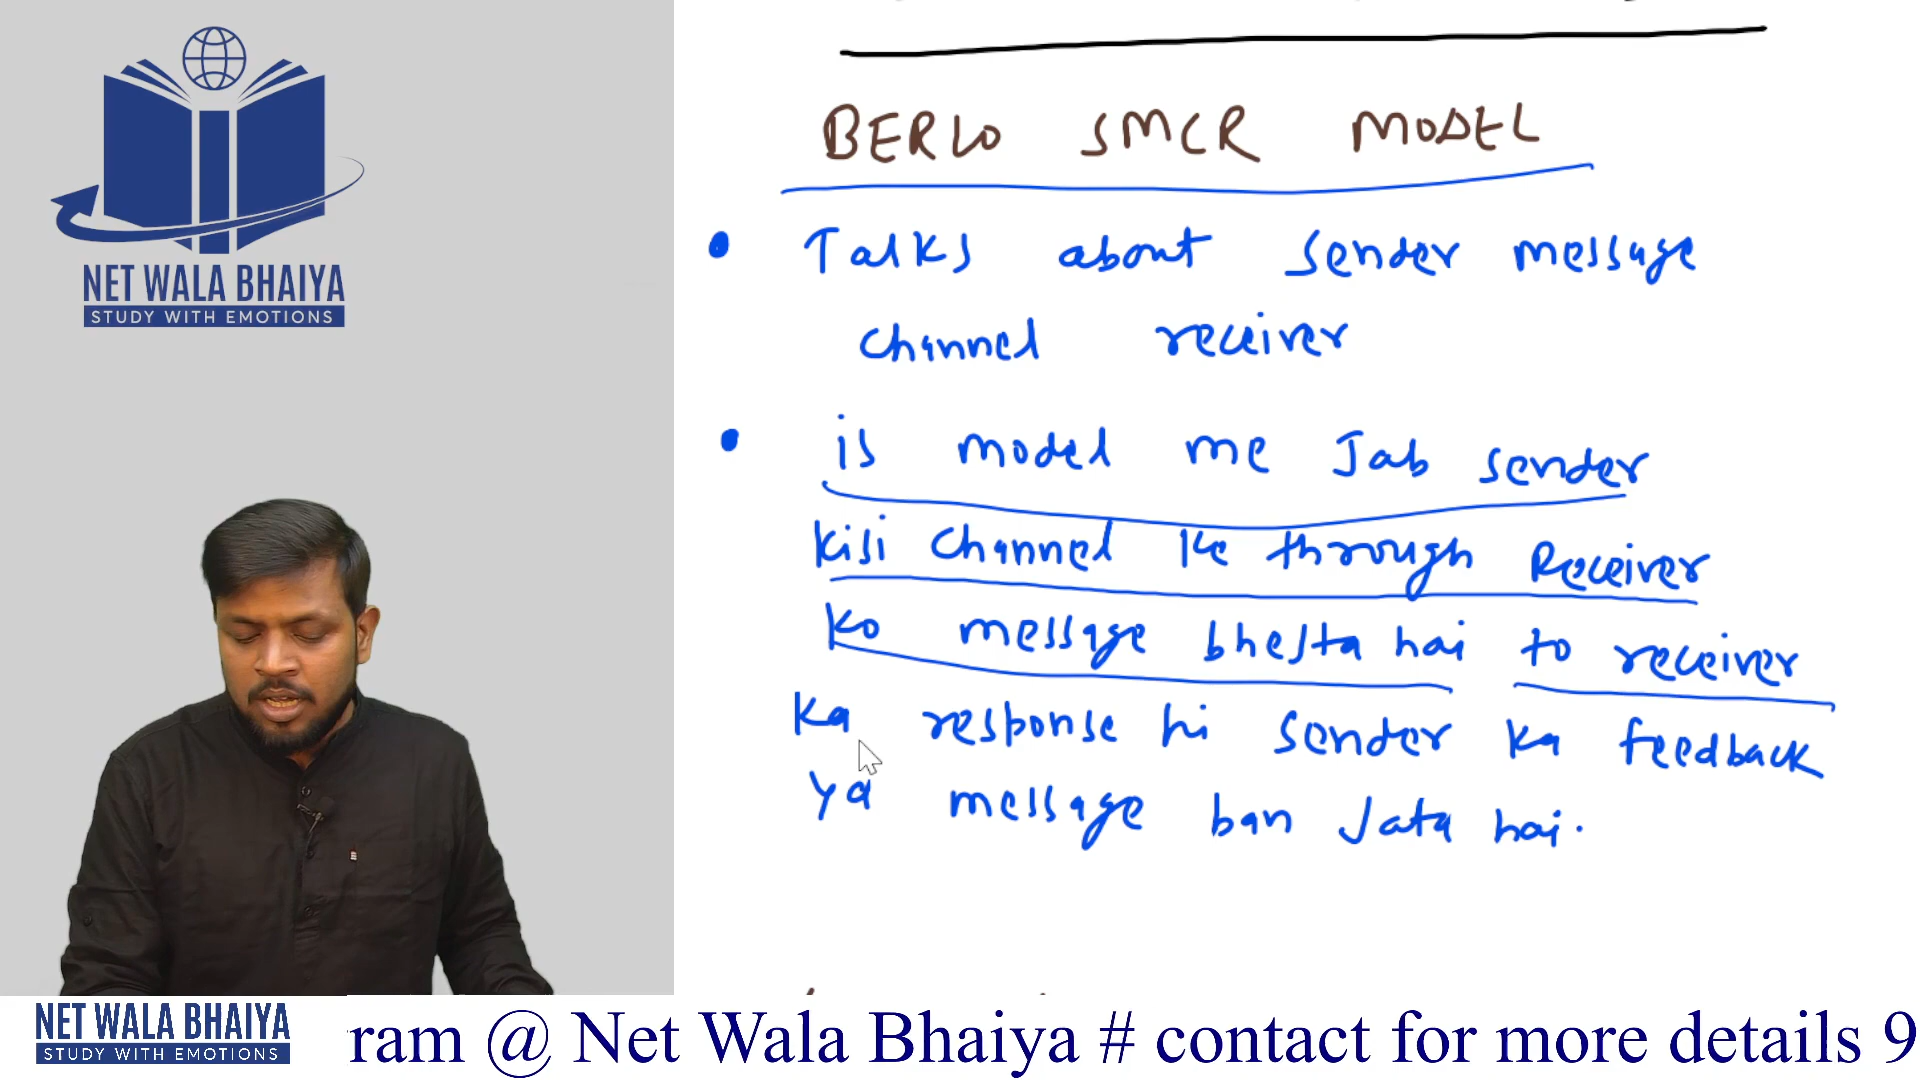 NET WALA BHAIYA
STUDY WITH EMOTIONS
BERLO SMCR MODEL
• Talks about sender message
channel receiver
• is model me Jab sender
kisi channel ke through Receiver
ko message bhejta hai to receiver
ka response hi sender ka feedback
ya message ban Jata hai.
NET WALA BHAIYA
STUDY WITH EMOTIONS
ram @ Net Wala Bhaiya # contact for more details 9